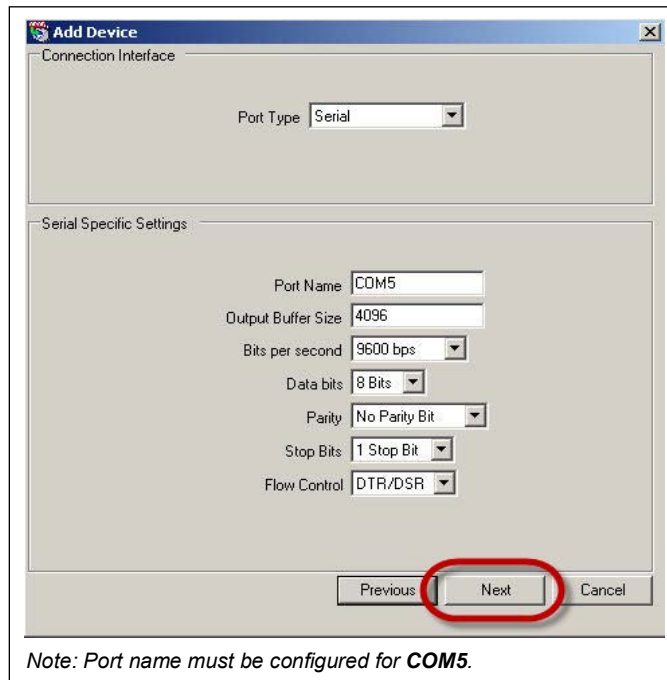 Add Device
Connection Interface
Port Type Serial
Serial Specific Settings
Port Name COM5
Output Buffer Size 4096
Bits per second 9600 bps
Data bits 8 Bits
Parity No Parity Bit
Stop Bits 1 Stop Bit
Flow Control DTR/DSR
Previous Next Cancel
Note: Port name must be configured for COM5.